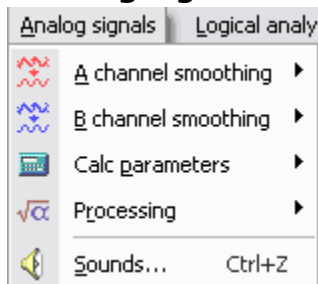 Analog signals Logical analy
A channel smoothing
B channel smoothing
Calc parameters
√α Processing
Sounds... Ctrl+Z